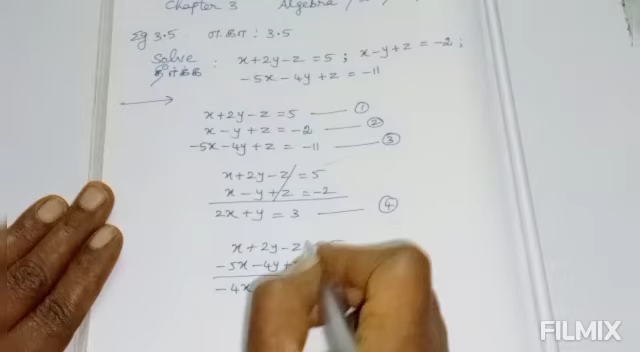 Chapter 3 Algebra
Eg 3.5 எ.கா : 3.5
Solve : x+2y-z=5 ; x-y+z=-2 ;
தீர்க்க -5x-4y+z=-11
x+2y-z=5 ①
x-y+z=-2 ②
-5x-4y+z=-11 ③
x+2y-z=5
x-y+z=-2
2x+y=3 ④
x+2y-z
-5x-4y+
-4x
FILMIX